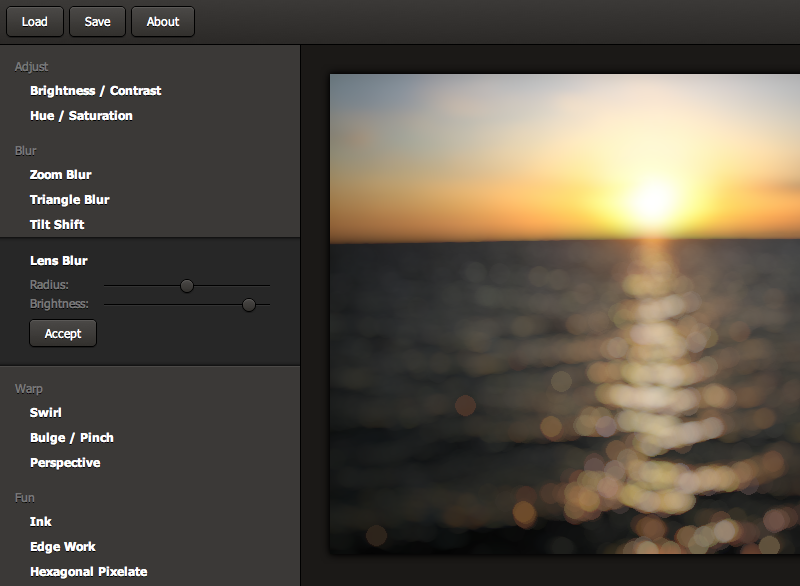 Load Save About
Adjust
Brightness / Contrast
Hue / Saturation
Blur
Zoom Blur
Triangle Blur
Tilt Shift
Lens Blur
Radius:
Brightness:
Accept
Warp
Swirl
Bulge / Pinch
Perspective
Fun
Ink
Edge Work
Hexagonal Pixelate